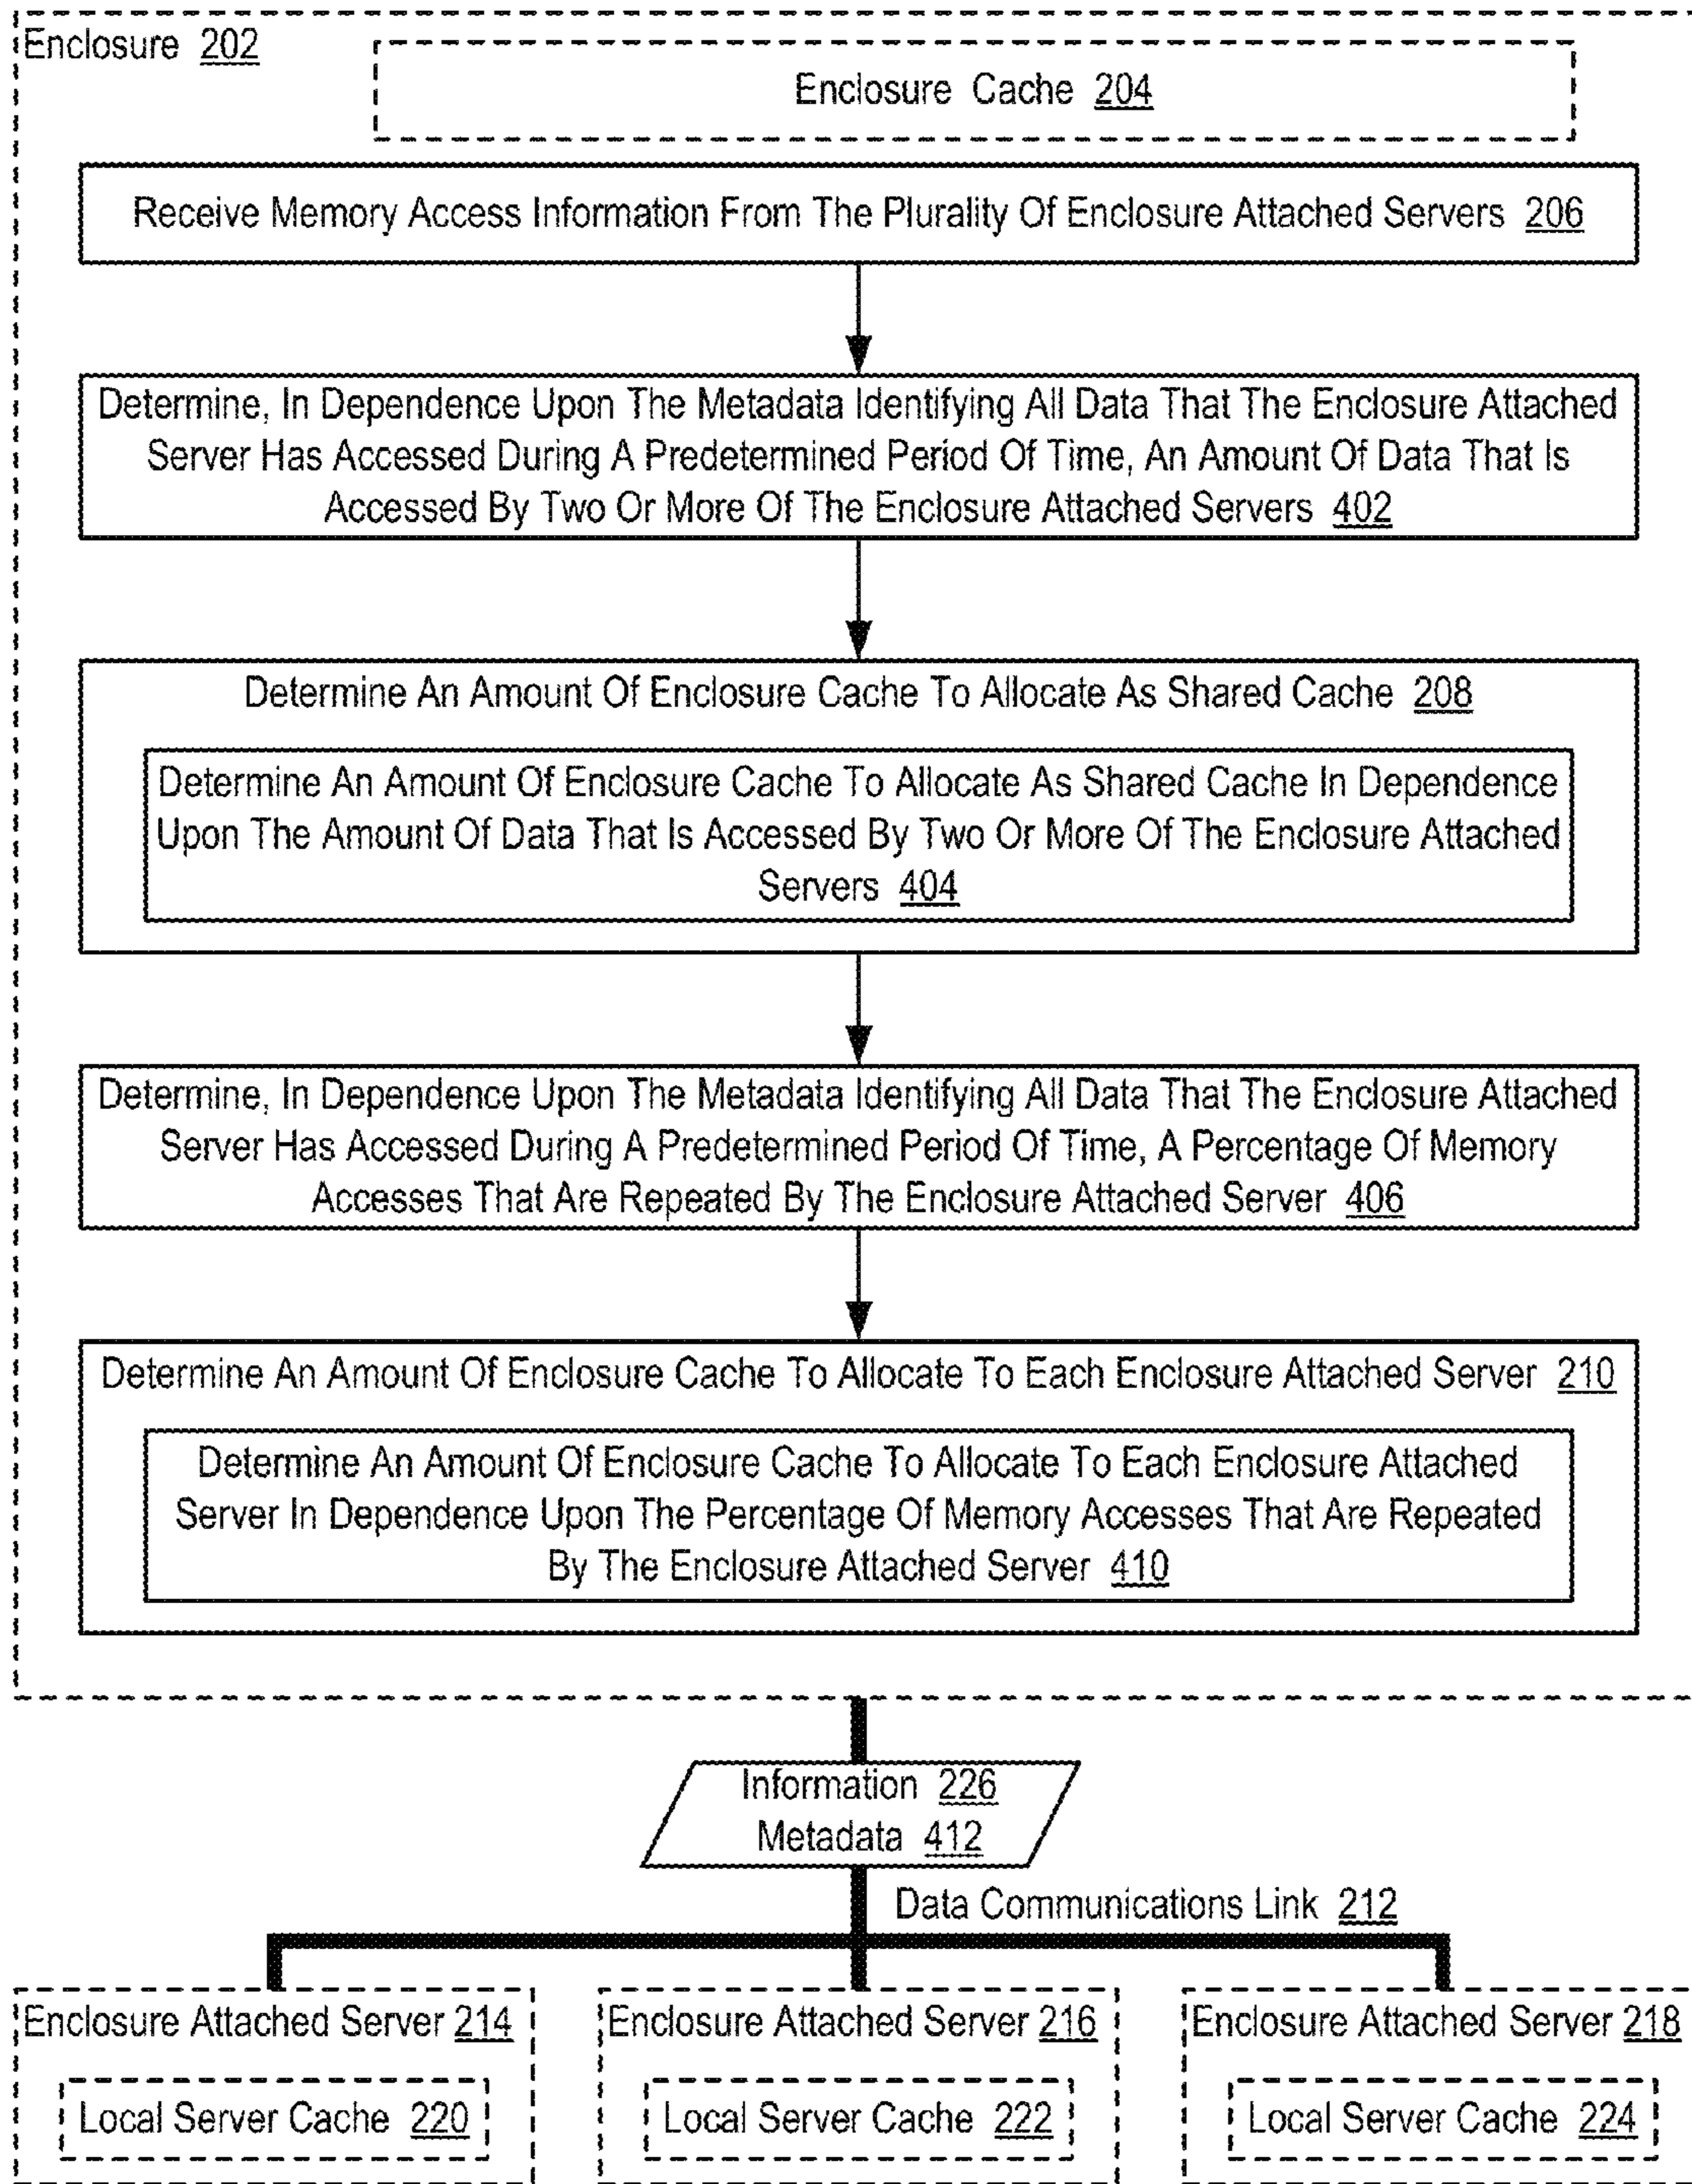 Enclosure 202
Enclosure Cache 204
Receive Memory Access Information From The Plurality Of Enclosure Attached Servers 206
Determine, In Dependence Upon The Metadata Identifying All Data That The Enclosure Attached
Server Has Accessed During A Predetermined Period Of Time, An Amount Of Data That Is
Accessed By Two Or More Of The Enclosure Attached Servers 402
Determine An Amount Of Enclosure Cache To Allocate As Shared Cache 208
Determine An Amount Of Enclosure Cache To Allocate As Shared Cache In Dependence
Upon The Amount Of Data That Is Accessed By Two Or More Of The Enclosure Attached
Servers 404
Determine, In Dependence Upon The Metadata Identifying All Data That The Enclosure Attached
Server Has Accessed During A Predetermined Period Of Time, A Percentage Of Memory
Accesses That Are Repeated By The Enclosure Attached Server 406
Determine An Amount Of Enclosure Cache To Allocate To Each Enclosure Attached Server 210
Determine An Amount Of Enclosure Cache To Allocate To Each Enclosure Attached
Server In Dependence Upon The Percentage Of Memory Accesses That Are Repeated
By The Enclosure Attached Server 410
Information 226
Metadata 412
Data Communications Link 212
Enclosure Attached Server 214
Local Server Cache 220
Enclosure Attached Server 216
Local Server Cache 222
Enclosure Attached Server 218
Local Server Cache 224